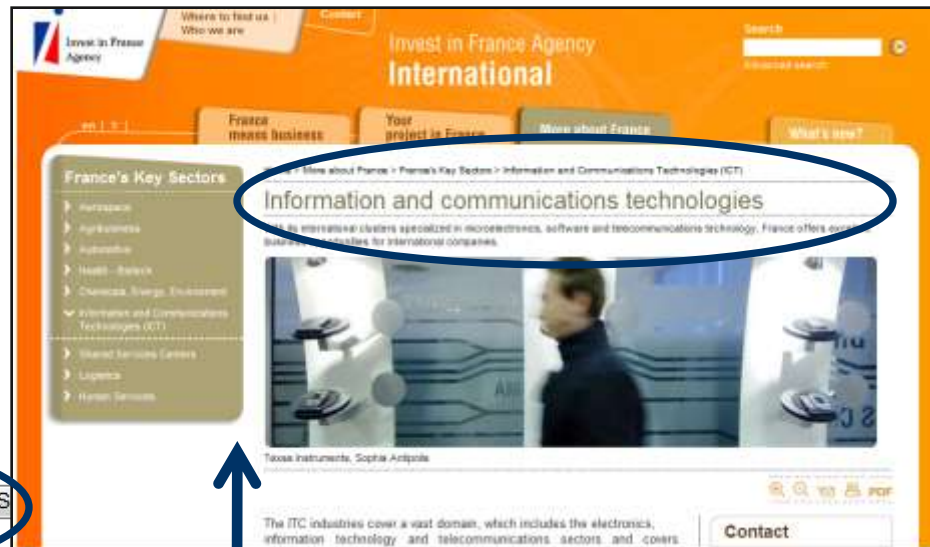 Invest in France
Agency
Where to find us
Who we are
Contact
Invest in France Agency
International
Search
Advanced search
en | fr |
France
means business
Your
project in France
More about France
What's new?
France's Key Sectors
Aerospace
Agribusiness
Automotive
Health - Biotech
Chemicals, Energy, Environment
Information and Communications
Technologies (ICT)
Shared Services Centers
Logistics
Human Services
> More about France > France's Key Sectors > Information and Communications Technologies (ICT)
Information and communications technologies
With its international clusters specialized in microelectronics, software and telecommunications technology, France offers
business opportunities for international companies.
Texas Instruments, Sophia Antipolis
PDF
The ITC industries cover a vast domain, which includes the electronics,
information technology and telecommunications sectors and covers
Contact
S